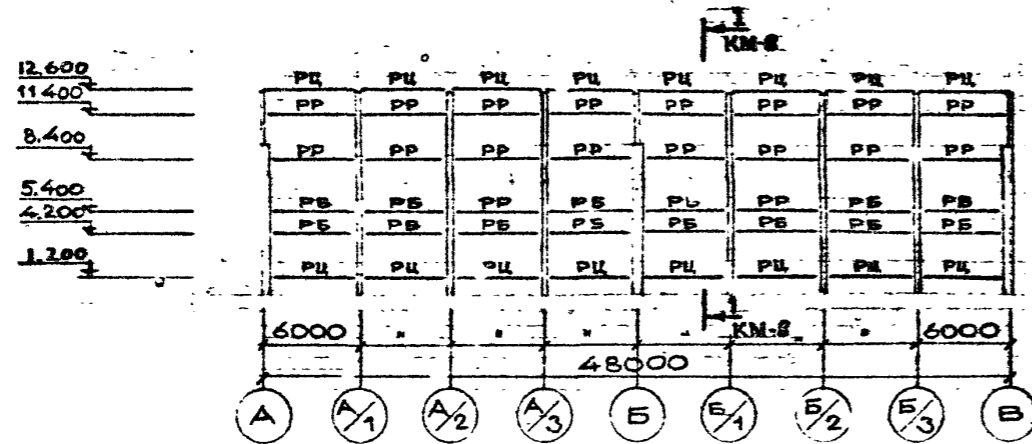 I
КМ-8
12.600
РЦ РЦ РЦ РЦ РЦ РЦ РЦ РЦ
11.400
РР РР РР РР РР РР РР РР
8.400
РР РР РР РР РР РР РР РР
5.400
РБ РБ РР РБ РЬ РР РБ РВ
4.200
РБ РВ РБ РS РБ РБ РБ РБ
1.200
РЦ РЦ РЦ РЦ РЦ РЦ РЦ РЦ
I
КМ-8
6000 " " " " " 6000
48000
А А/1 А/2 А/3 Б Б/1 Б/2 Б/3 В